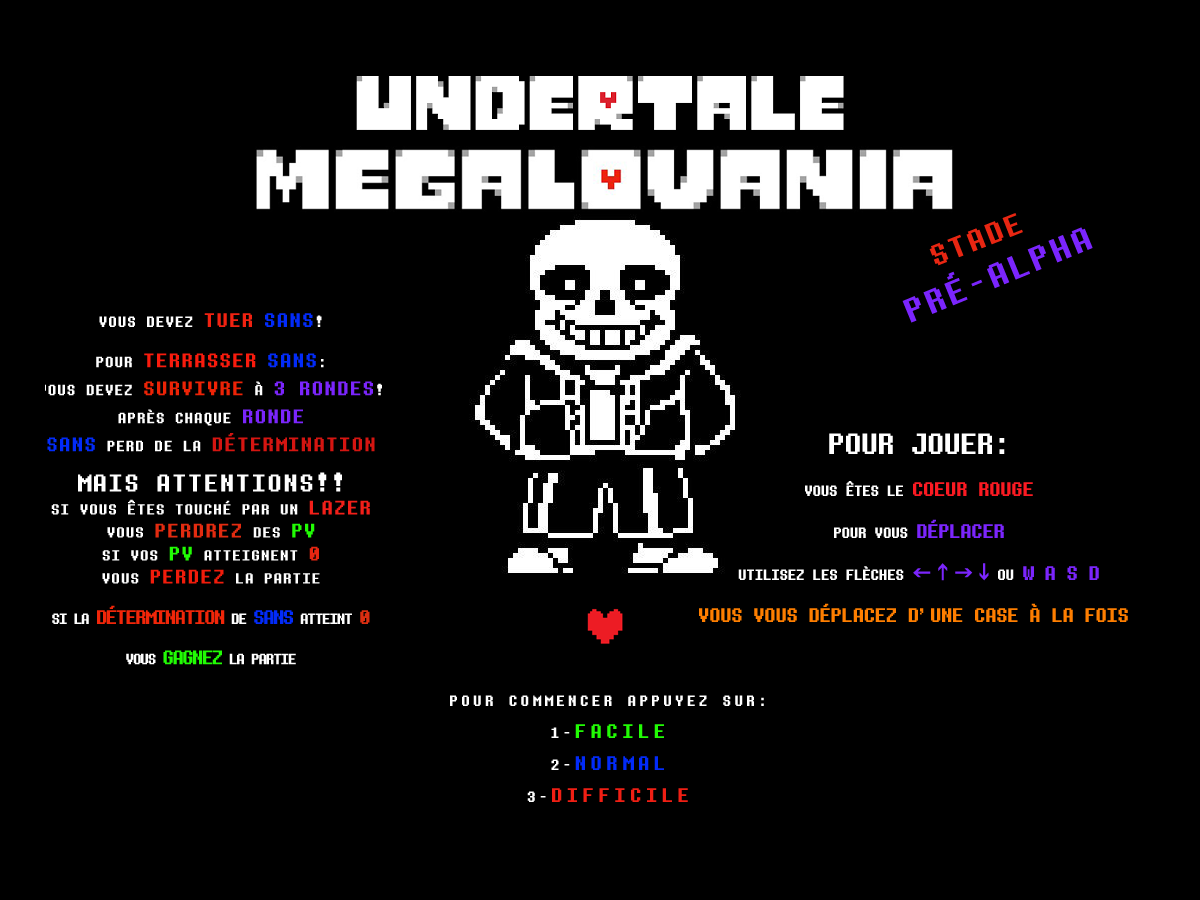 UNDERTALE
MEGALOVANIA
STADE
PRÉ-ALPHA
VOUS DEVEZ TUER SANS!
POUR TERRASSER SANS:
VOUS DEVEZ SURVIVRE À 3 RONDES!
APRÈS CHAQUE RONDE
SANS PERD DE LA DÉTERMINATION
MAIS ATTENTIONS!!
SI VOUS ÊTES TOUCHÉ PAR UN LAZER
VOUS PERDREZ DES PV
SI VOS PV ATTEIGNENT 0
VOUS PERDEZ LA PARTIE
SI LA DÉTERMINATION DE SANS ATTEINT 0
VOUS GAGNEZ LA PARTIE
POUR JOUER:
VOUS ÊTES LE COEUR ROUGE
POUR VOUS DÉPLACER
UTILISEZ LES FLÈCHES ←↑→↓ OU W A S D
VOUS VOUS DÉPLACEZ D'UNE CASE À LA FOIS
POUR COMMENCER APPUYEZ SUR:
1-FACILE
2-NORMAL
3-DIFFICILE